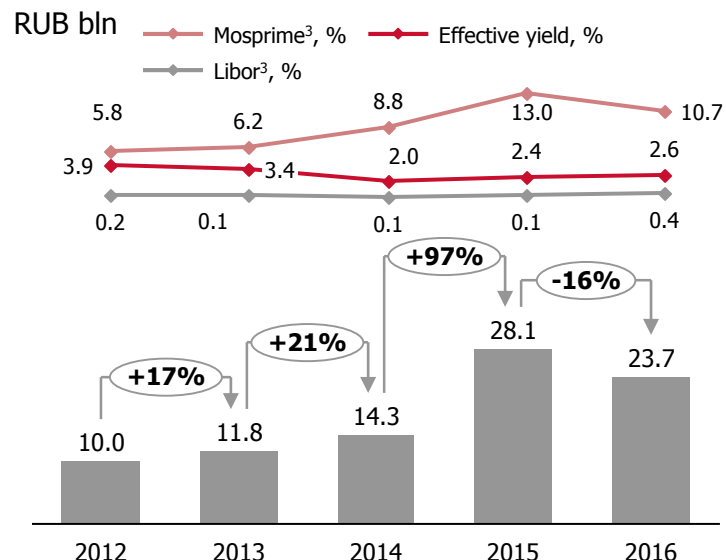 RUB bln
Mosprime³, % Effective yield, %
Libor³, %
5.8 6.2 8.8 13.0 10.7
3.9 3.4 2.0 2.4 2.6
0.2 0.1 0.1 0.1 0.4
+97%
-16%
+21%
+17%
28.1
23.7
14.3
11.8
10.0
2012 2013 2014 2015 2016